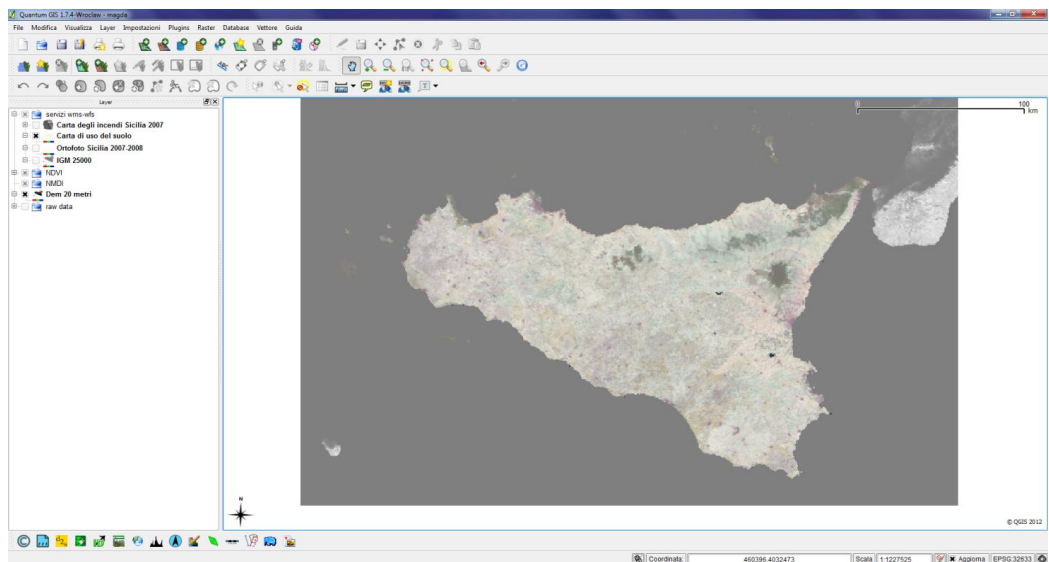 Quantum GIS 1.7.4-Wroclaw - magda
File Modifica Visualizza Layer Impostazioni Plugins Raster Database Vettore Guida
Layer
servizi wms-wfs
Carta degli incendi Sicilia 2007
Carta di uso del suolo
Ortofoto Sicilia 2007-2008
IGM 25000
NDVI
NMDI
Dem 20 metri
raw data
0 100
km
N
© QGIS 2012
Coordinata: 460396,4032473 Scala 1:1227525 Aggiorna EPSG:32633